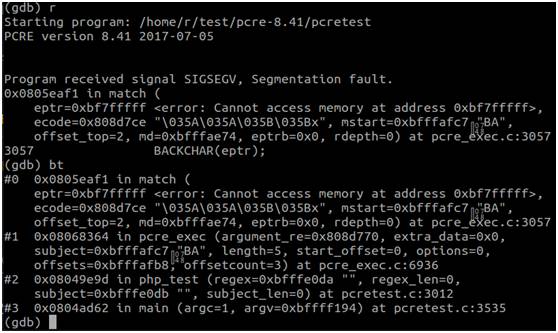 (gdb) r
Starting program: /home/r/test/pcre-8.41/pcretest
PCRE version 8.41 2017-07-05
Program received signal SIGSEGV, Segmentation fault.
0x0805eaf1 in match (
eptr=0xbf7fffff <error: Cannot access memory at address 0xbf7fffff>,
ecode=0x808d7ce "\035A\035A\035B\035Bx", mstart=0xbfffafc7 "BA",
offset_top=2, md=0xbfffae74, eptrb=0x0, rdepth=0) at pcre_exec.c:3057
3057 BACKCHAR(eptr);
(gdb) bt
#0 0x0805eaf1 in match (
eptr=0xbf7fffff <error: Cannot access memory at address 0xbf7fffff>,
ecode=0x808d7ce "\035A\035A\035B\035Bx", mstart=0xbfffafc7 "BA",
offset_top=2, md=0xbfffae74, eptrb=0x0, rdepth=0) at pcre_exec.c:3057
#1 0x08068364 in pcre_exec (argument_re=0x808d770, extra_data=0x0,
subject=0xbfffafc7 "BA", length=5, start_offset=0, options=0,
offsets=0xbfffafb8, offsetcount=3) at pcre_exec.c:6936
#2 0x08049e9d in php_test (regex=0xbfffe0da "", regex_len=0,
subject=0xbfffe0db "", subject_len=0) at pcretest.c:3012
#3 0x0804ad62 in main (argc=1, argv=0xbffff194) at pcretest.c:3535
(gdb)